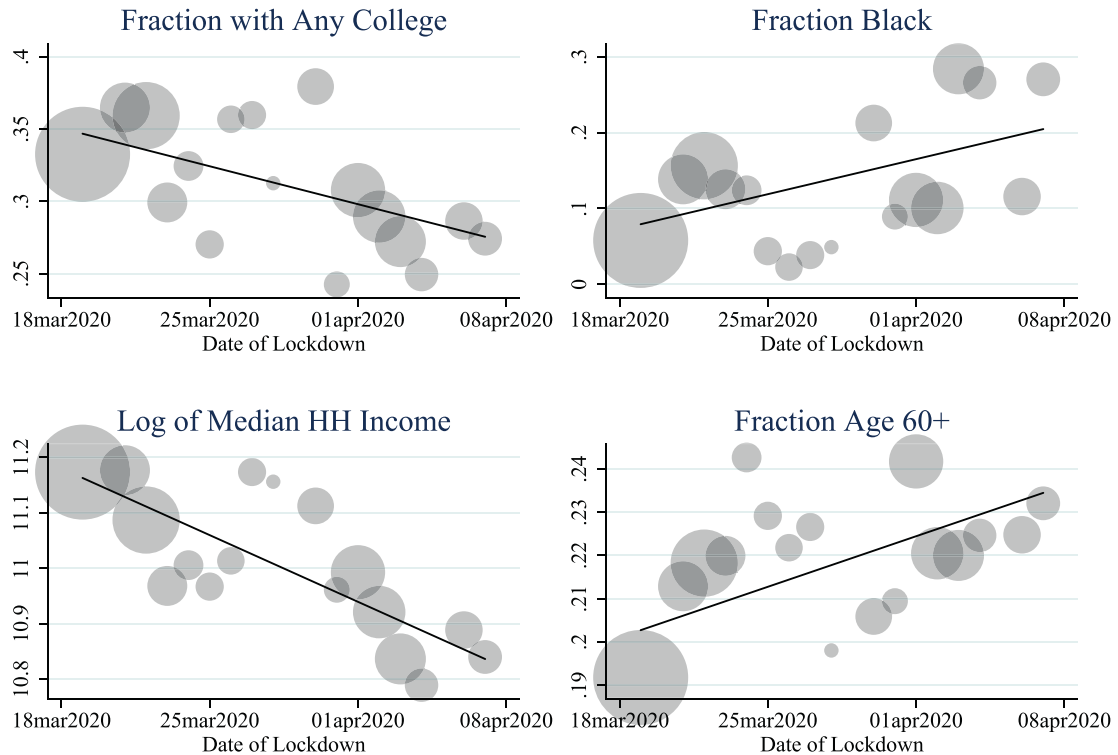 Fraction with Any College
.4
.35
.3
.25
18mar2020 25mar2020 01apr2020 08apr2020
Date of Lockdown
Fraction Black
.3
.2
.1
0
18mar2020 25mar2020 01apr2020 08apr2020
Date of Lockdown
Log of Median HH Income
11.2
11.1
11
10.9
10.8
18mar2020 25mar2020 01apr2020 08apr2020
Date of Lockdown
Fraction Age 60+
.24
.23
.22
.21
.2
.19
18mar2020 25mar2020 01apr2020 08apr2020
Date of Lockdown